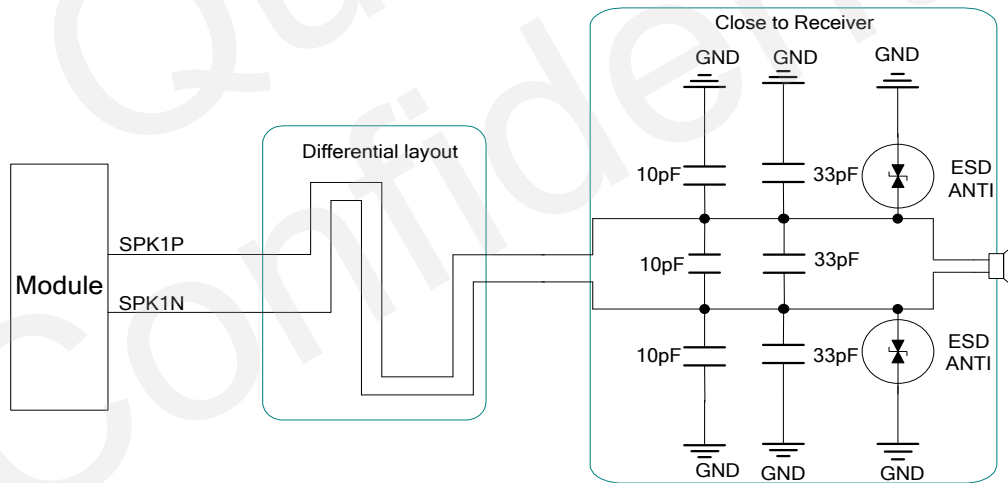 Close to Receiver
GND
GND
GND
Differential layout
10pF
33pF
ESD
ANTI
SPK1P
Module
10pF
33pF
SPK1N
10pF
33pF
ESD
ANTI
GND
GND
GND
Confident